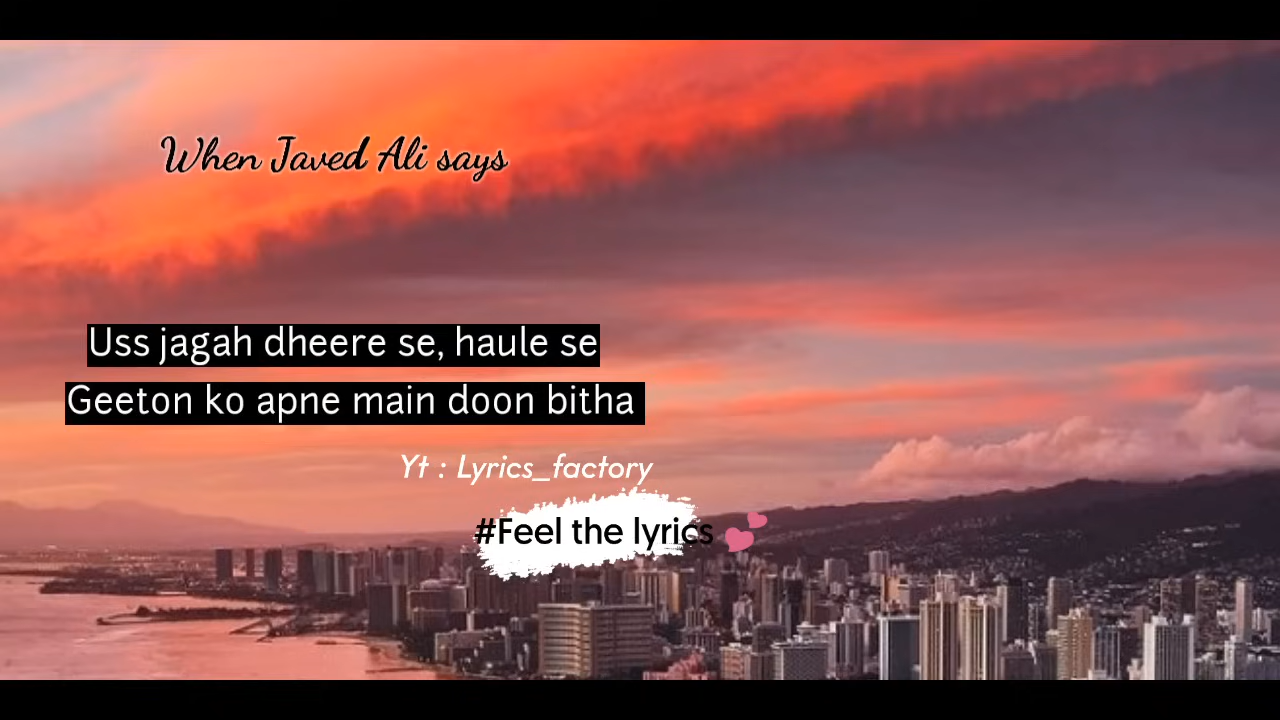 When Javed Ali says
Uss jagah dheere se, haule se
Geeton ko apne main doon bitha
Yt : Lyrics_factory
#Feel the lyrics 💕